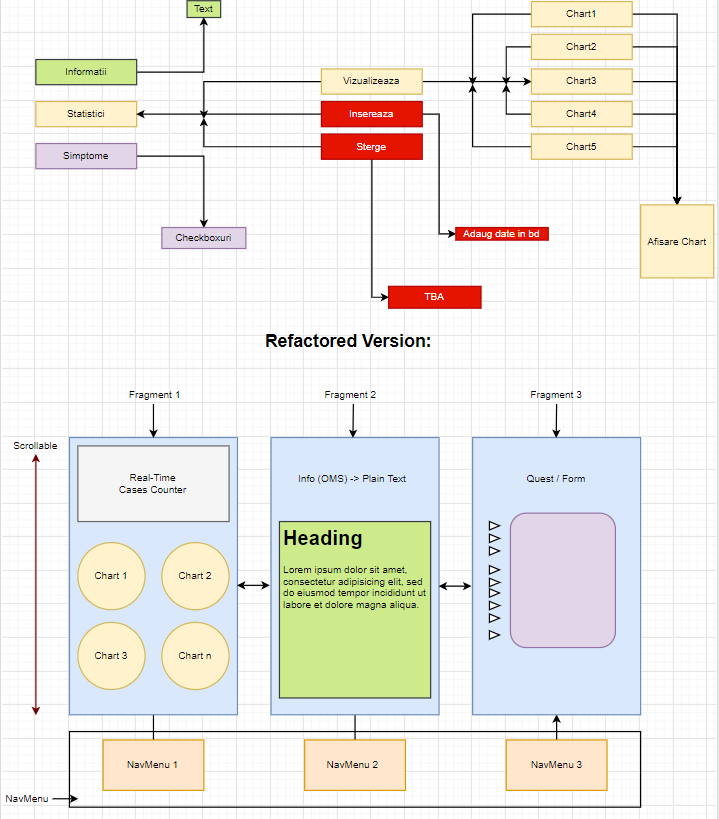 Text
Chart1
Chart2
Informatii
Vizualizeaza
Chart3
Statistici
Insereaza
Chart4
Simptome
Sterge
Chart5
Checkboxuri
Adaug date in bd
Afisare Chart
TBA
Refactored Version:
Fragment 1
Fragment 2
Fragment 3
Scrollable
Real-Time
Cases Counter
Info (OMS) -> Plain Text
Quest / Form
Heading
Lorem ipsum dolor sit amet,
consectetur adipisicing elit, sed
do eiusmod tempor incididunt ut
labore et dolore magna aliqua.
Chart 1
Chart 2
Chart 3
Chart n
NavMenu 1
NavMenu 2
NavMenu 3
NavMenu